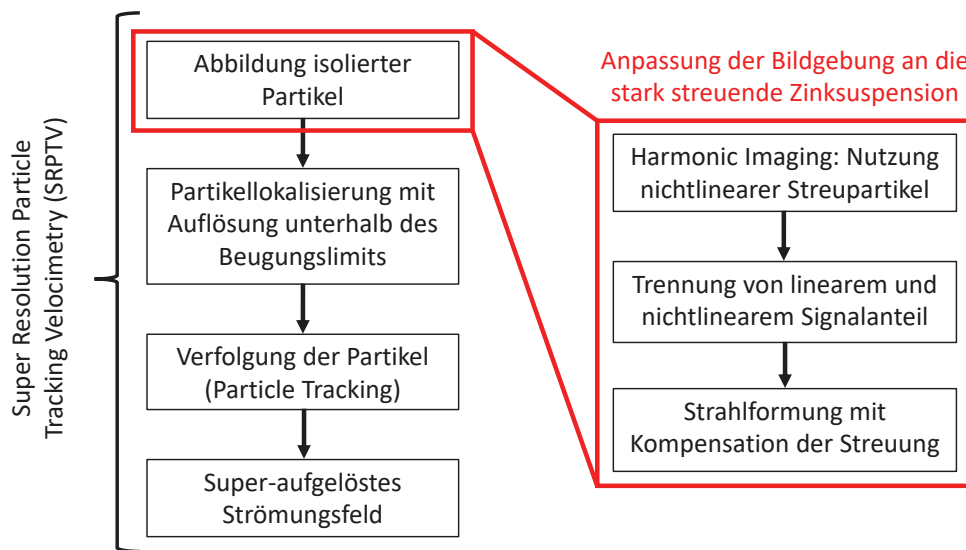 Super Resolution Particle
Tracking Velocimetry (SRPTV)
Abbildung isolierter
Partikel
Partikellokalisierung mit
Auflösung unterhalb des
Beugungslimits
Verfolgung der Partikel
(Particle Tracking)
Super-aufgelöstes
Strömungsfeld
Anpassung der Bildgebung an die
stark streuende Zinksuspension
Harmonic Imaging: Nutzung
nichtlinearer Streupartikel
Trennung von linearem und
nichtlinearem Signalanteil
Strahlformung mit
Kompensation der Streuung